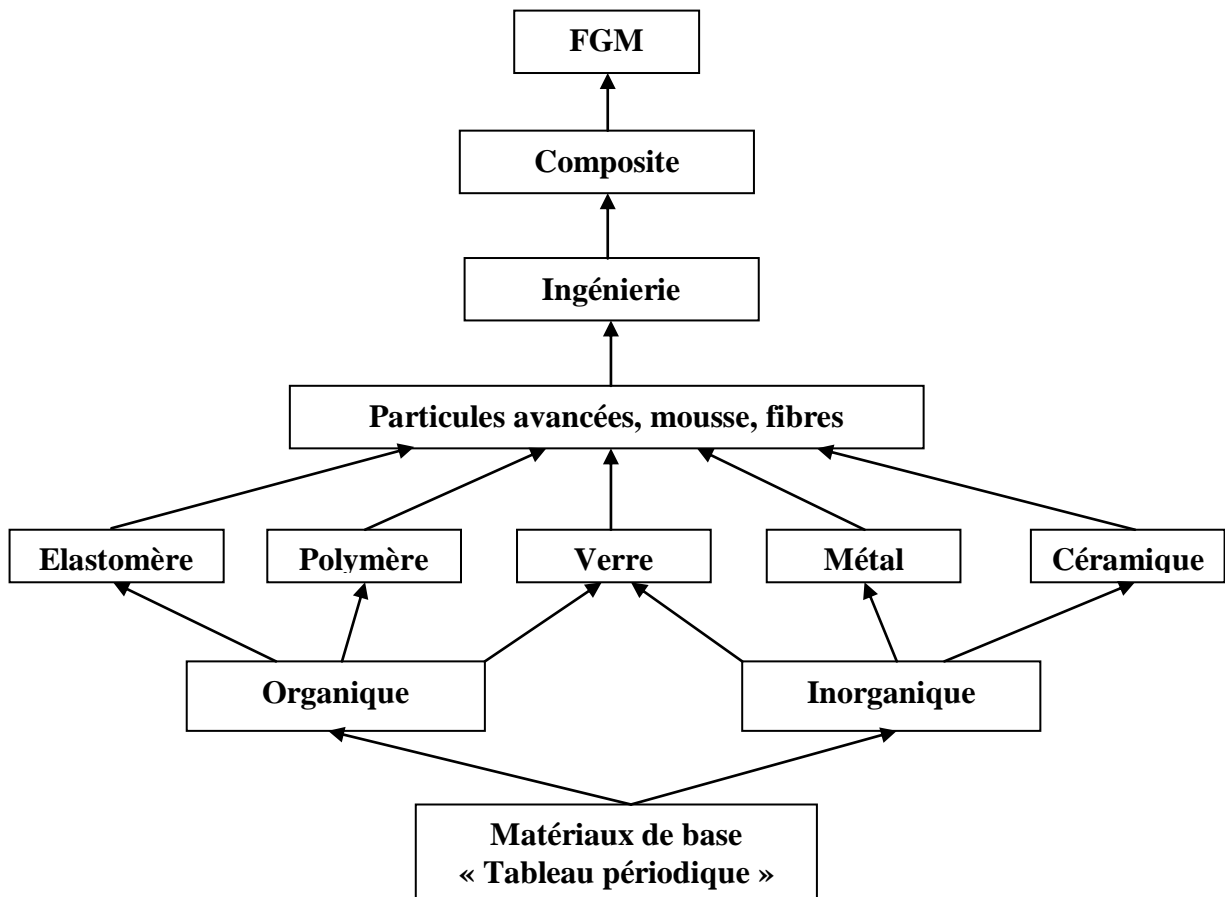 FGM
Composite
Ingénierie
Particules avancées, mousse, fibres
Elastomère
Polymère
Verre
Métal
Céramique
Organique
Inorganique
Matériaux de base
« Tableau périodique »